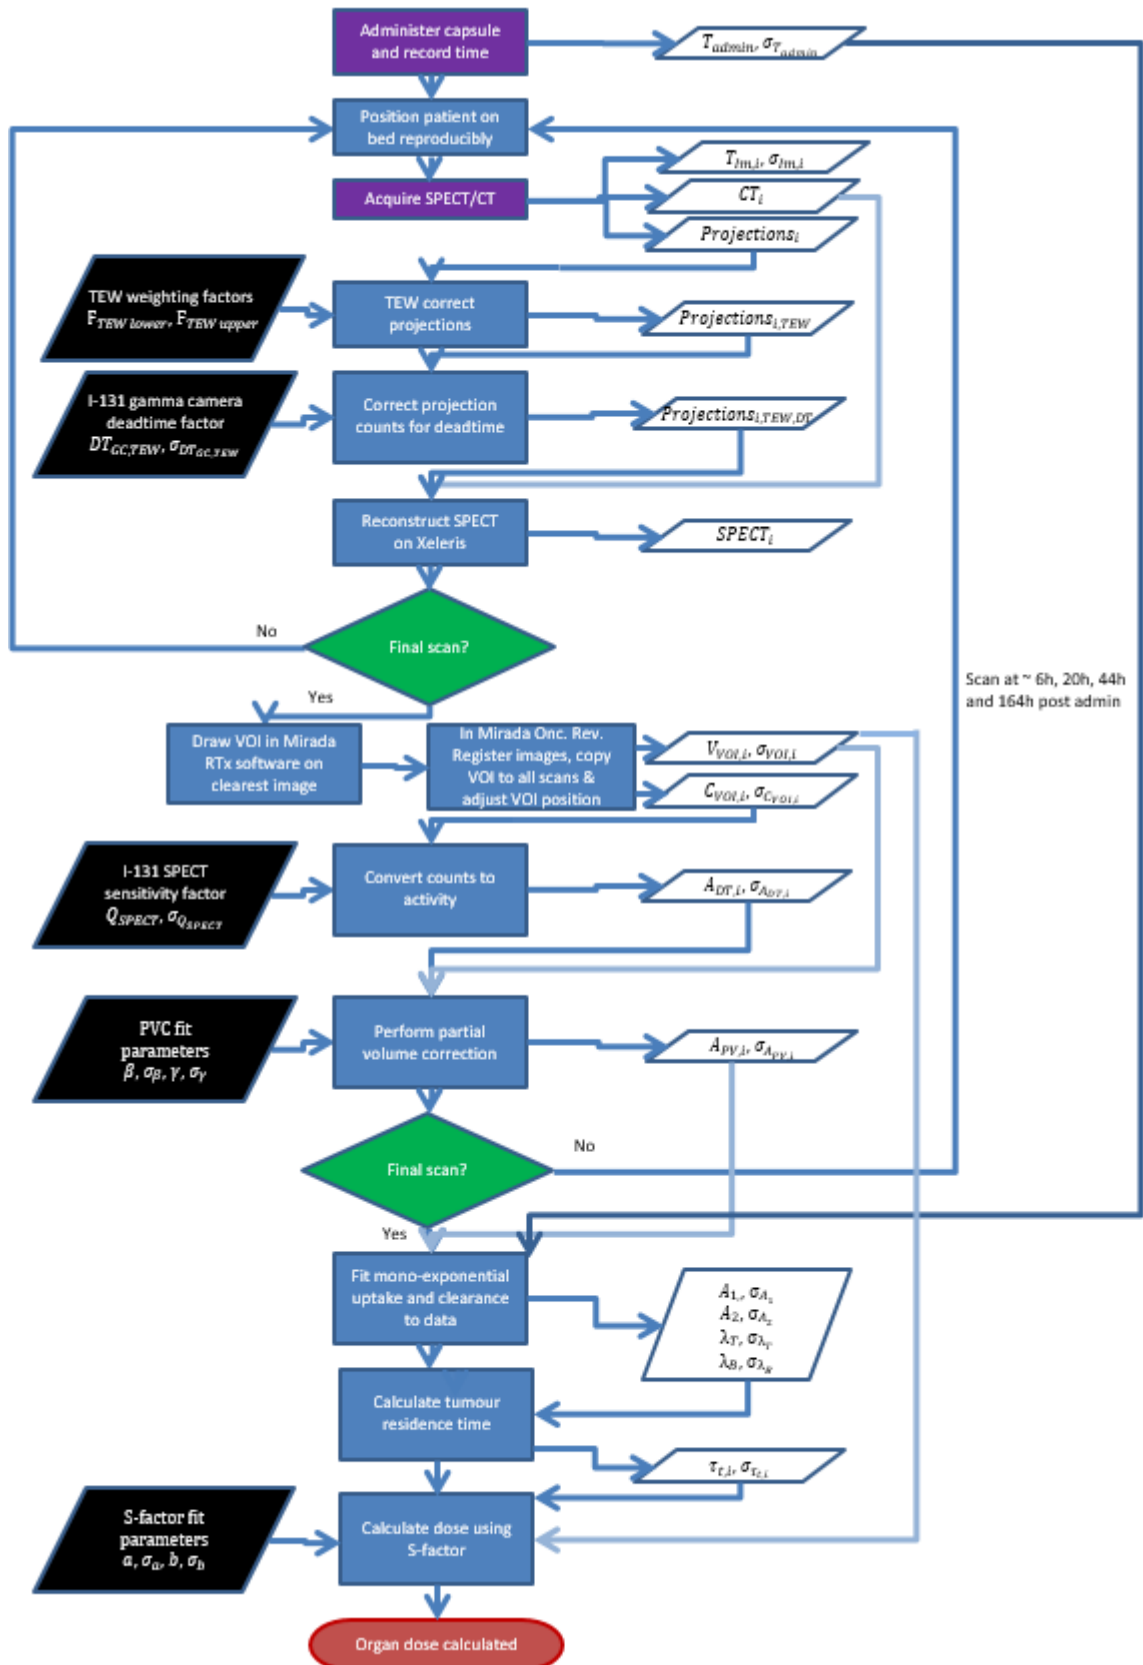 Administer capsule
and record time
T_admin, σ_T_admin
Position patient on
bed reproducibly
T_Im,i, σ_Im,i
Acquire SPECT/CT
CT_i
Projections_i
TEW weighting factors
F_TEW lower, F_TEW upper
TEW correct
projections
Projections_i,TEW
I-131 gamma camera
deadtime factor
DT_GC,TEW, σ_DT_GC,TEW
Correct projection
counts for deadtime
Projections_i,TEW,DT
Reconstruct SPECT
on Xeleris
SPECT_i
No
Final scan?
Scan at ~ 6h, 20h, 44h
and 164h post admin
Yes
Draw VOI in Mirada
RTx software on
clearest image
In Mirada Onc. Rev.
Register images, copy
VOI to all scans &
adjust VOI position
V_VOI,i, σ_VOI,i
C_VOI,i, σ_C_VOI,i
I-131 SPECT
sensitivity factor
Q_SPECT, σ_Q_SPECT
Convert counts to
activity
A_DT,i, σ_A_DT,i
PVC fit
parameters
β, σ_β, γ, σ_γ
Perform partial
volume correction
A_PV,i, σ_A_PV,i
Final scan?
No
Yes
Fit mono-exponential
uptake and clearance
to data
A_1, σ_A_1
A_2, σ_A_2
λ_T, σ_λ_T
λ_B, σ_λ_B
Calculate tumour
residence time
τ_t,i, σ_τ_t,i
S-factor fit
parameters
a, σ_a, b, σ_b
Calculate dose using
S-factor
Organ dose calculated